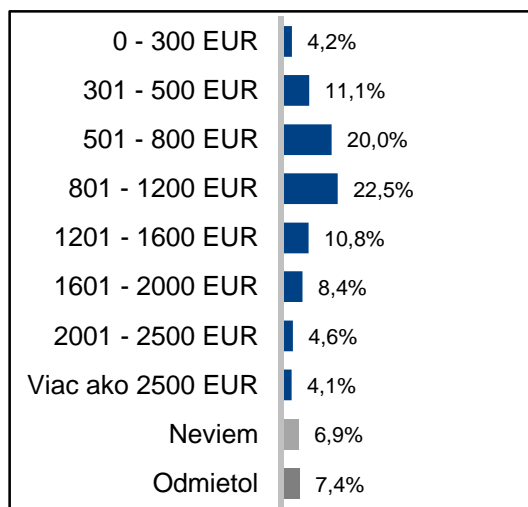 0 - 300 EUR 4,2%
301 - 500 EUR 11,1%
501 - 800 EUR 20,0%
801 - 1200 EUR 22,5%
1201 - 1600 EUR 10,8%
1601 - 2000 EUR 8,4%
2001 - 2500 EUR 4,6%
Viac ako 2500 EUR 4,1%
Neviem 6,9%
Odmietol 7,4%